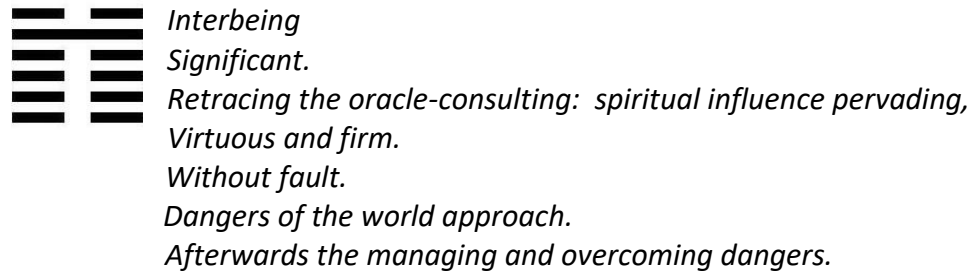 Interbeing
Significant.
Retracing the oracle-consulting:  spiritual influence pervading,
Virtuous and firm.
Without fault.
Dangers of the world approach.
Afterwards the managing and overcoming dangers.